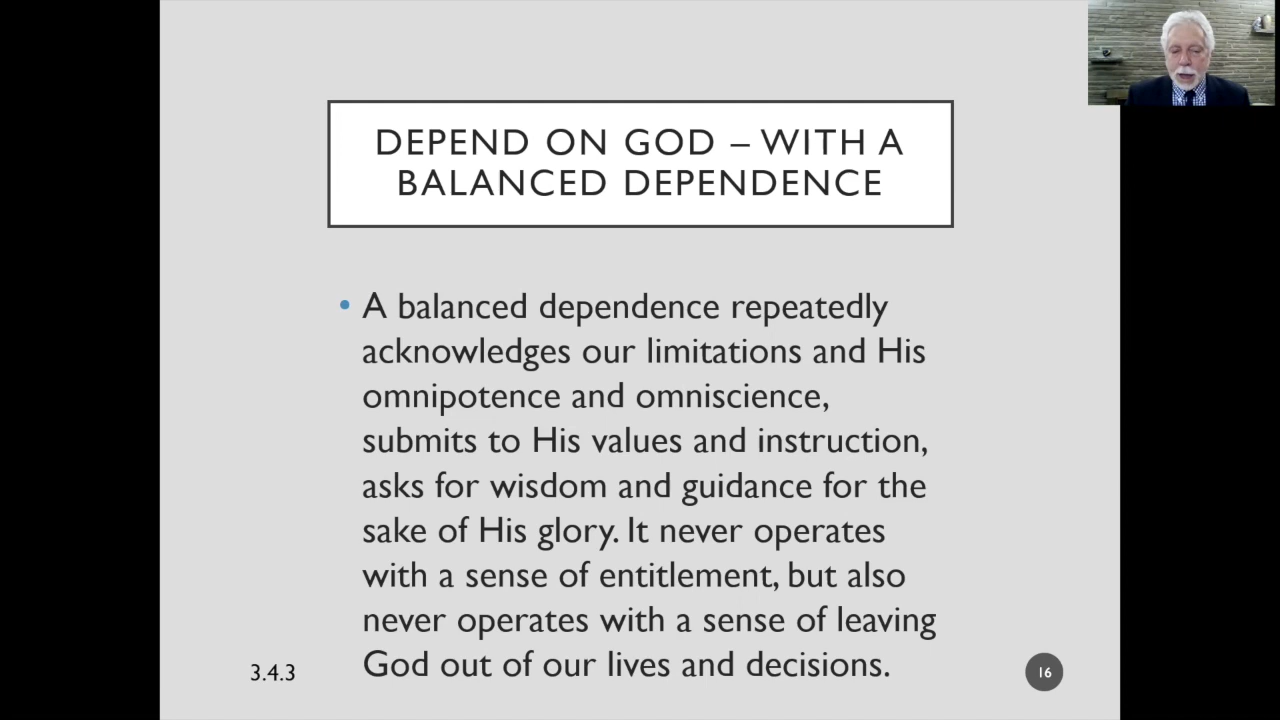 DEPEND ON GOD – WITH A
BALANCED DEPENDENCE
• A balanced dependence repeatedly
acknowledges our limitations and His
omnipotence and omniscience,
submits to His values and instruction,
asks for wisdom and guidance for the
sake of His glory. It never operates
with a sense of entitlement, but also
never operates with a sense of leaving
God out of our lives and decisions.
3.4.3
16